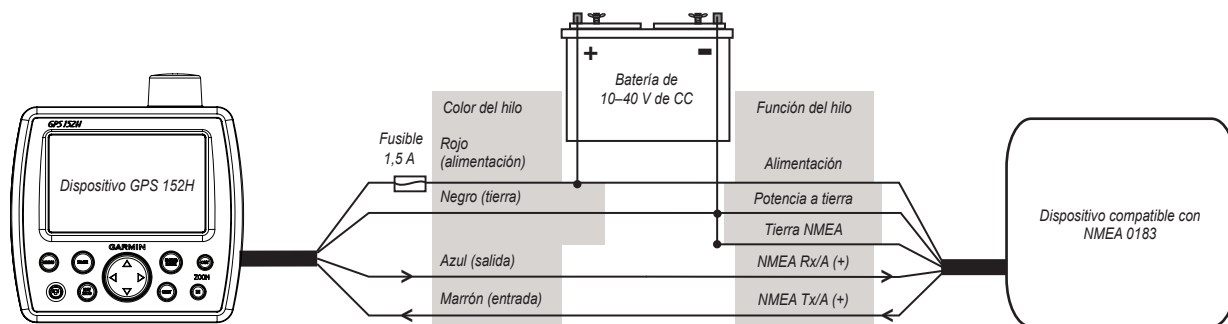 +
-
Batería de
10–40 V de CC
Color del hilo
Función del hilo
GPS 152H
Fusible
1,5 A
Rojo
(alimentación)
Alimentación
Dispositivo GPS 152H
Negro (tierra)
Potencia a tierra
Dispositivo compatible con
NMEA 0183
Tierra NMEA
GARMIN
Azul (salida)
NMEA Rx/A (+)
ZOOM
Marrón (entrada)
NMEA Tx/A (+)